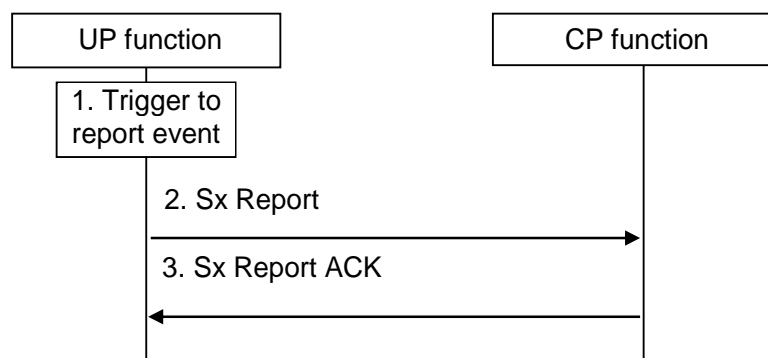 UP function
CP function
1. Trigger to
report event
2. Sx Report
3. Sx Report ACK